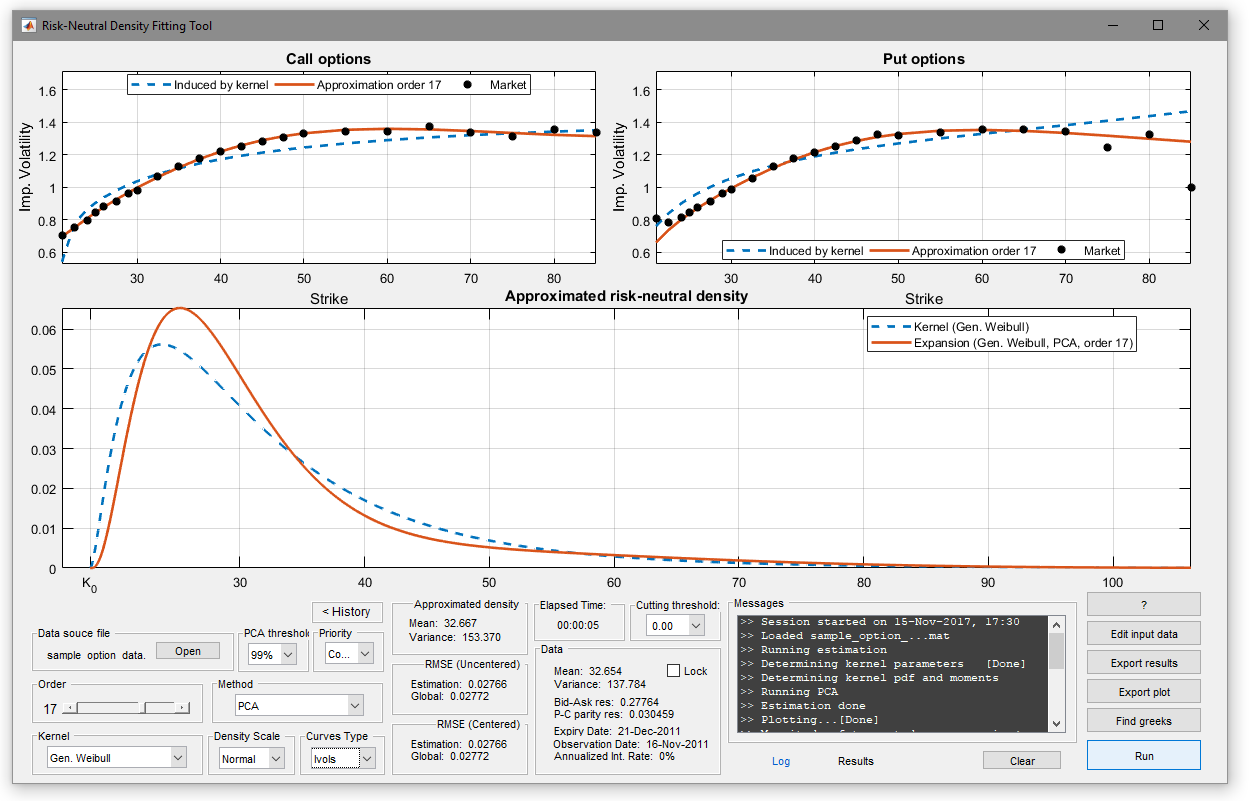 Risk-Neutral Density Fitting Tool
Call options
Induced by kernel
Approximation order 17
Market
Imp. Volatility
1.6
1.4
1.2
1
0.8
0.6
30
40
50
60
70
80
Strike
Put options
Imp. Volatility
1.6
1.4
1.2
1
0.8
0.6
Induced by kernel
Approximation order 17
Market
30
40
50
60
70
80
Strike
Approximated risk-neutral density
Kernel (Gen. Weibull)
Expansion (Gen. Weibull, PCA, order 17)
0.06
0.05
0.04
0.03
0.02
0.01
0
K0
30
40
50
60
70
80
90
100
< History
Data souce file
sample option data.
Open
PCA threshol
99%
Priority
Co...
Order
17
Method
PCA
Kernel
Gen. Weibull
Density Scale
Normal
Curves Type
Ivols
Approximated density
Mean: 32.667
Variance: 153.370
RMSE (Uncentered)
Estimation: 0.02766
Global: 0.02772
RMSE (Centered)
Estimation: 0.02766
Global: 0.02772
Elapsed Time:
00:00:05
Cutting threshold:
0.00
Data
Mean: 32.654
Lock
Variance: 137.784
Bid-Ask res: 0.27764
P-C parity res: 0.030459
Expiry Date: 21-Dec-2011
Observation Date: 16-Nov-2011
Annualized Int. Rate: 0%
Messages
>> Session started on 15-Nov-2017, 17:30
>> Loaded sample_option_...mat
>> Running estimation
>> Determining kernel parameters [Done]
>> Determining kernel pdf and moments
>> Running PCA
>> Estimation done
>> Plotting...[Done]
Log
Results
Clear
?
Edit input data
Export results
Export plot
Find greeks
Run